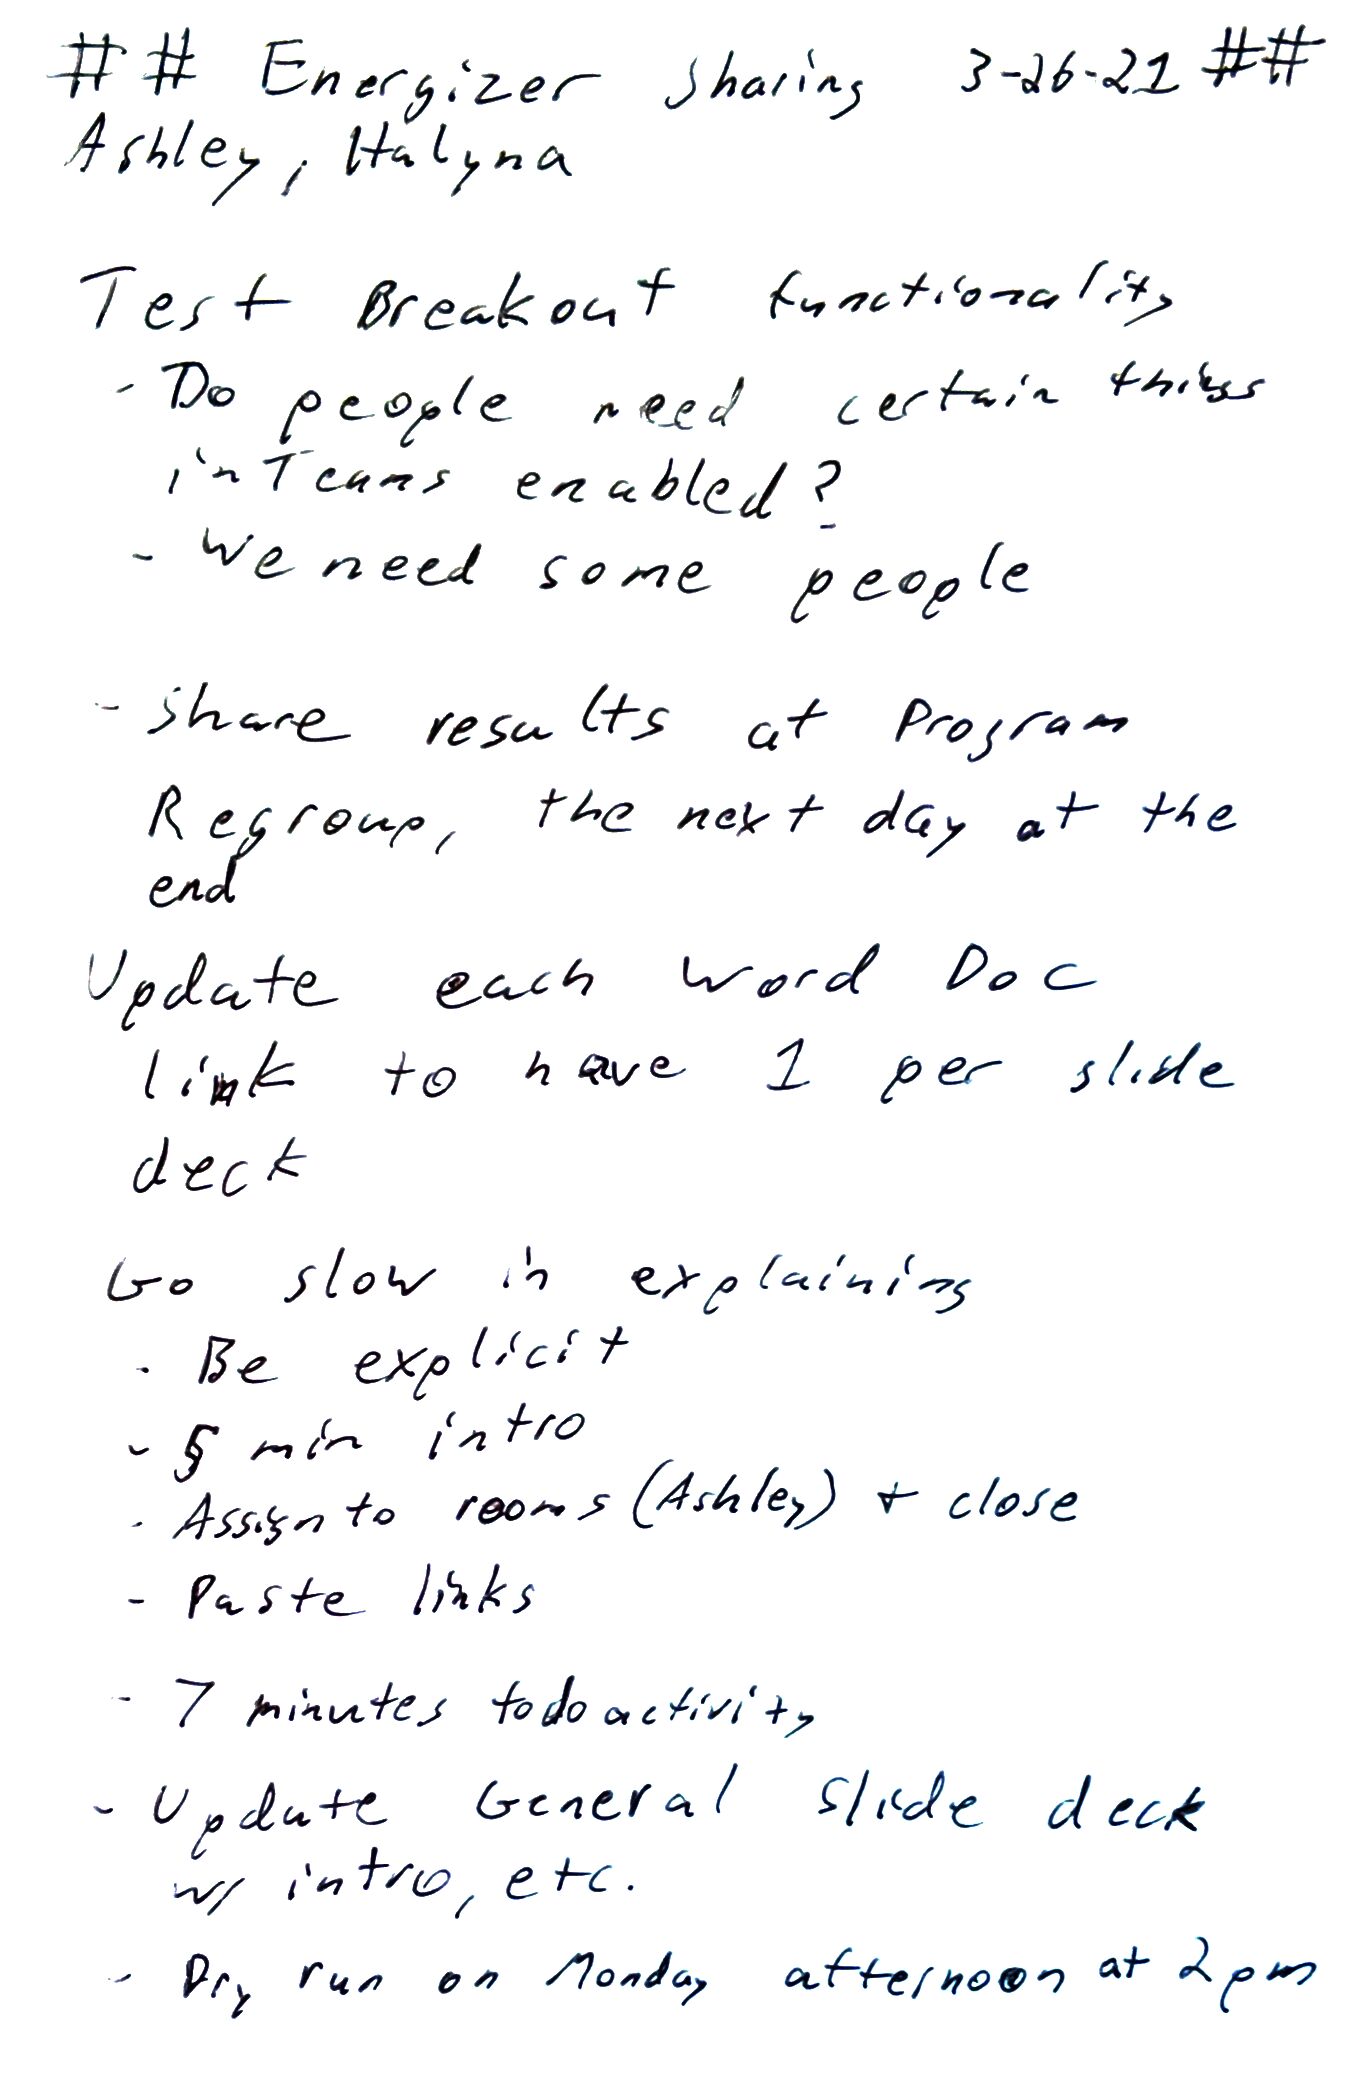 ## Energizer Sharing 3-26-21 ##
Ashley, Halyna
Test Breakout functionality
- Do people need certain things
in Teams enabled?
- We need some people
- Share results at Program
Regroup, the next day at the
end
Update each Word Doc
link to have 1 per slide
deck
Go slow in explaining
- Be explicit
- 5 min intro
- Assign to rooms (Ashley) + close
- Paste links
- 7 minutes to do activity
- Update General Slide deck
w/ intro, etc.
- Dry run on Monday afternoon at 2pm